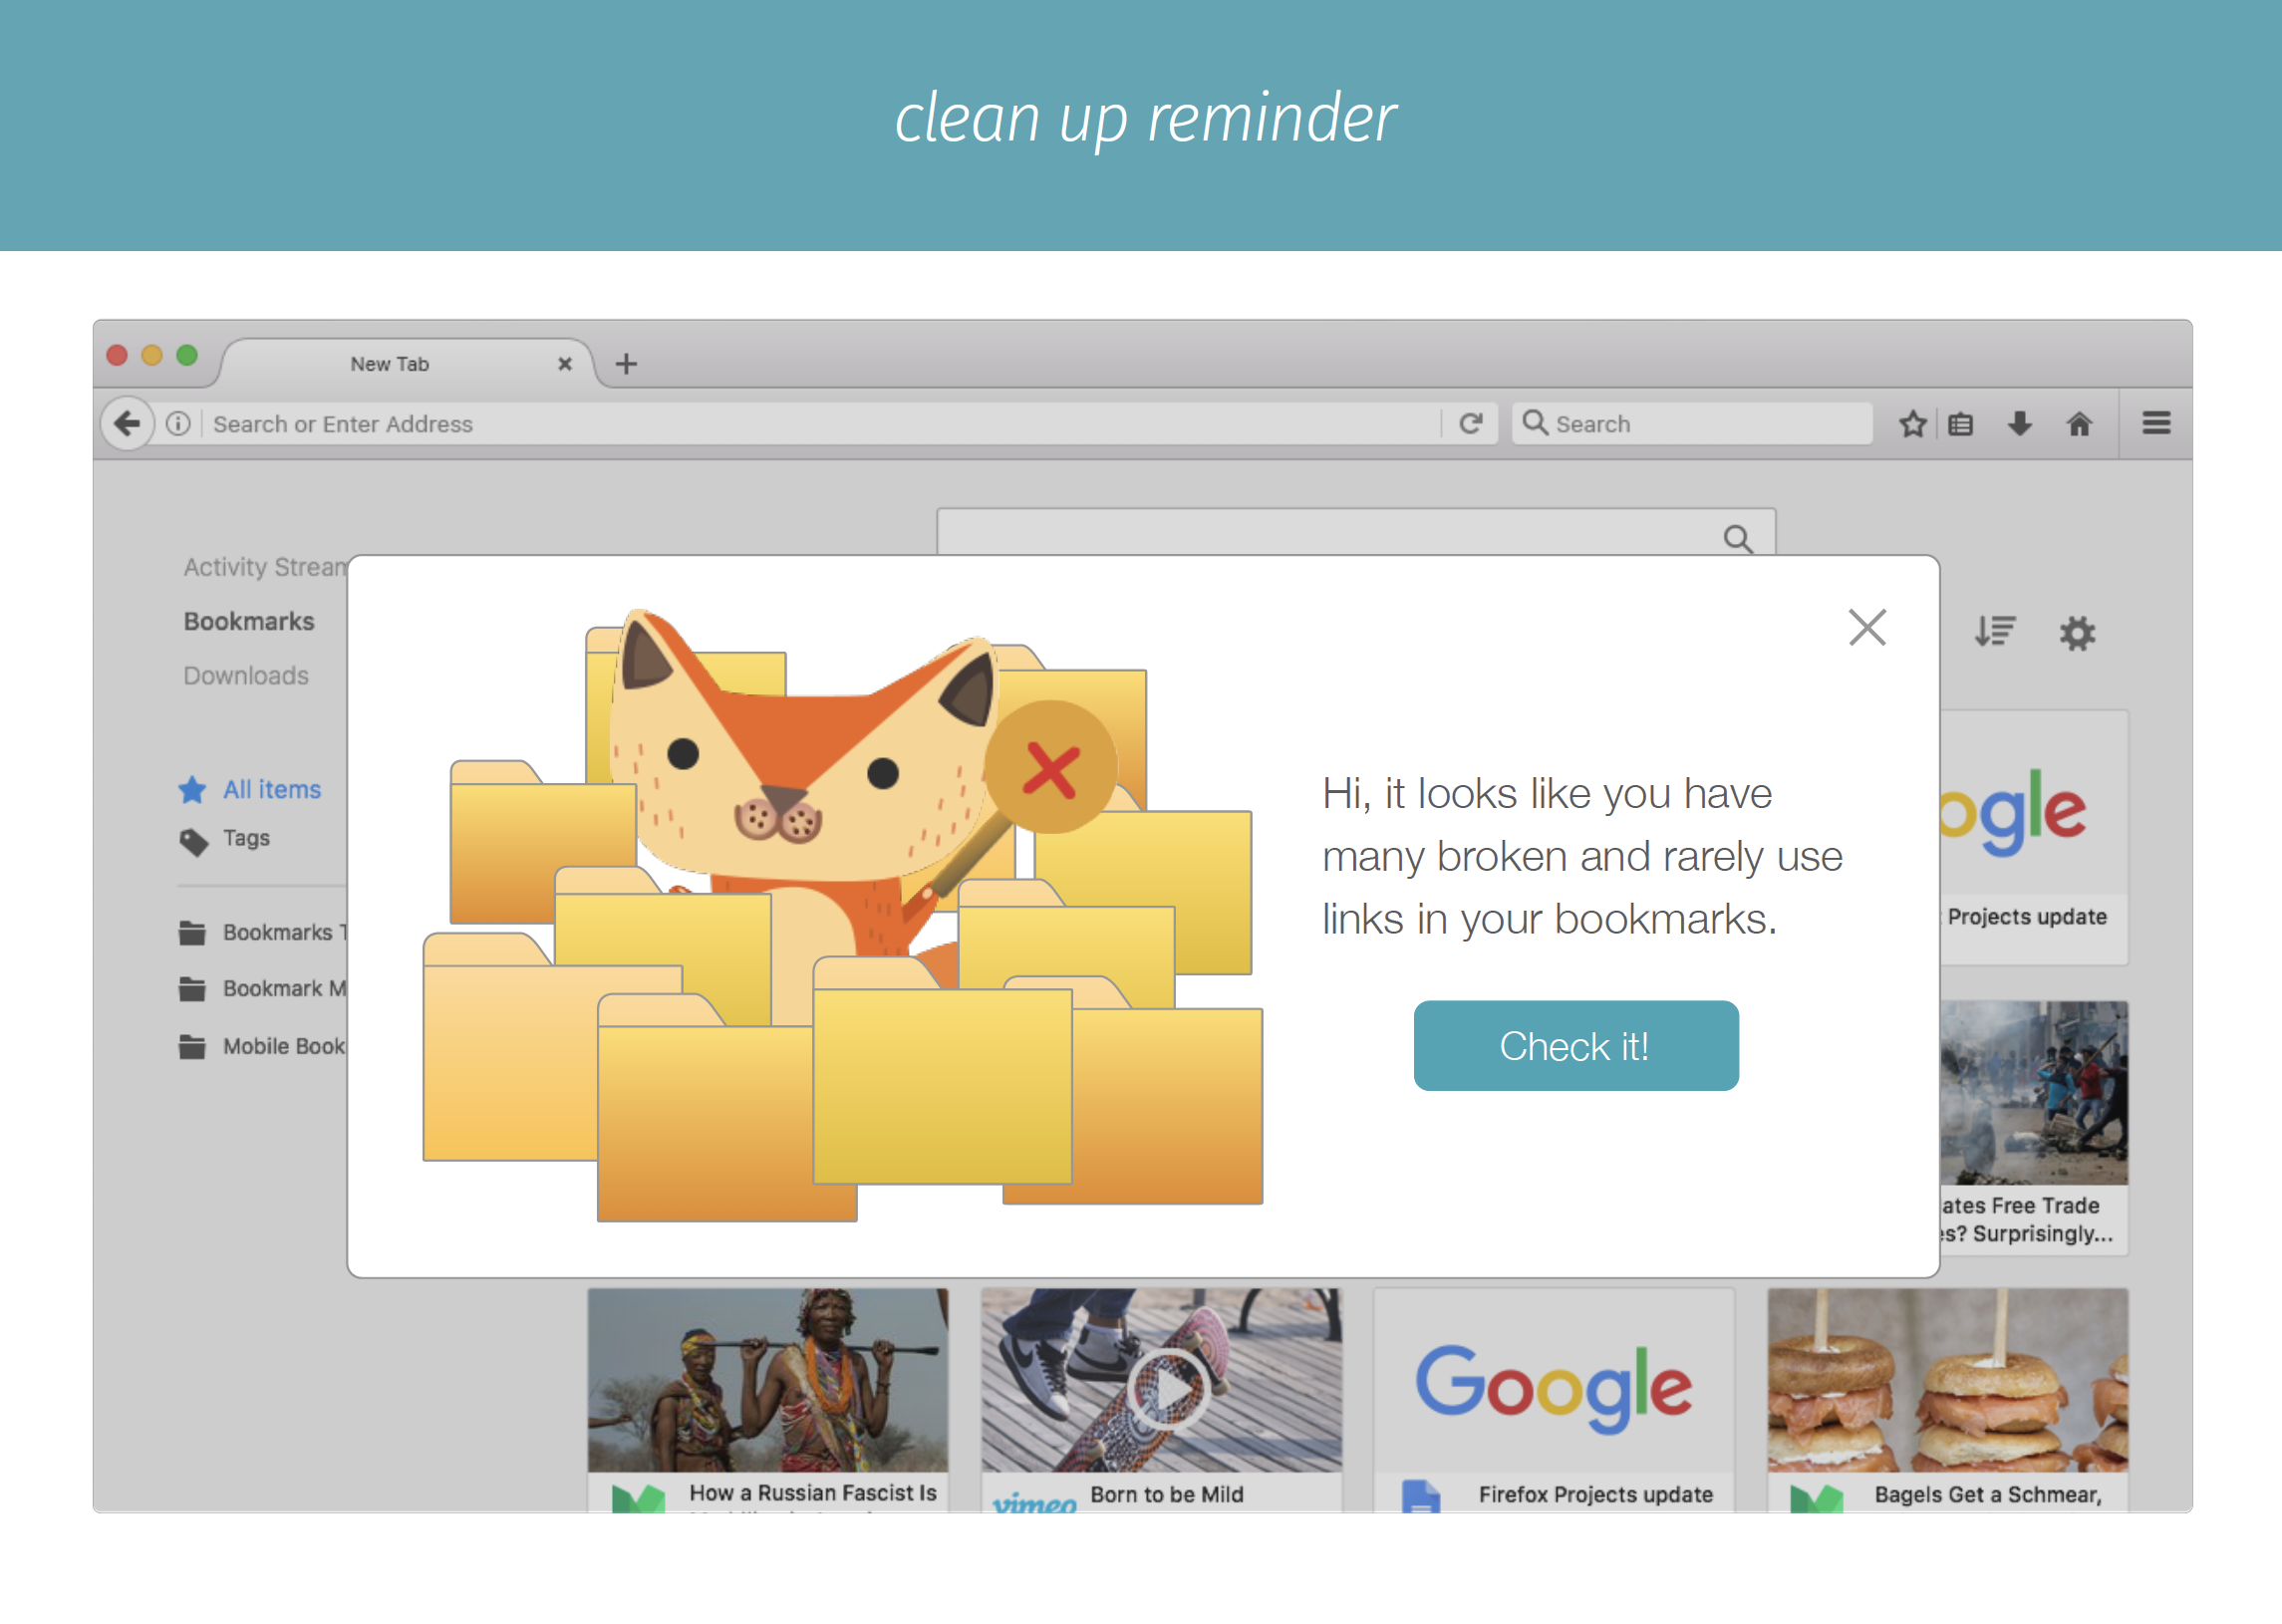 clean up reminder
New Tab
Search or Enter Address
Search
Activity Stream
Bookmarks
Downloads
All items
Tags
Bookmarks T
Bookmark M
Mobile Book
Hi, it looks like you have
many broken and rarely use
links in your bookmarks.
Check it!
ogle
Projects update
ates Free Trade
es? Surprisingly...
How a Russian Fascist Is
vimeo
Born to be Mild
Google
Firefox Projects update
Bagels Get a Schmear,